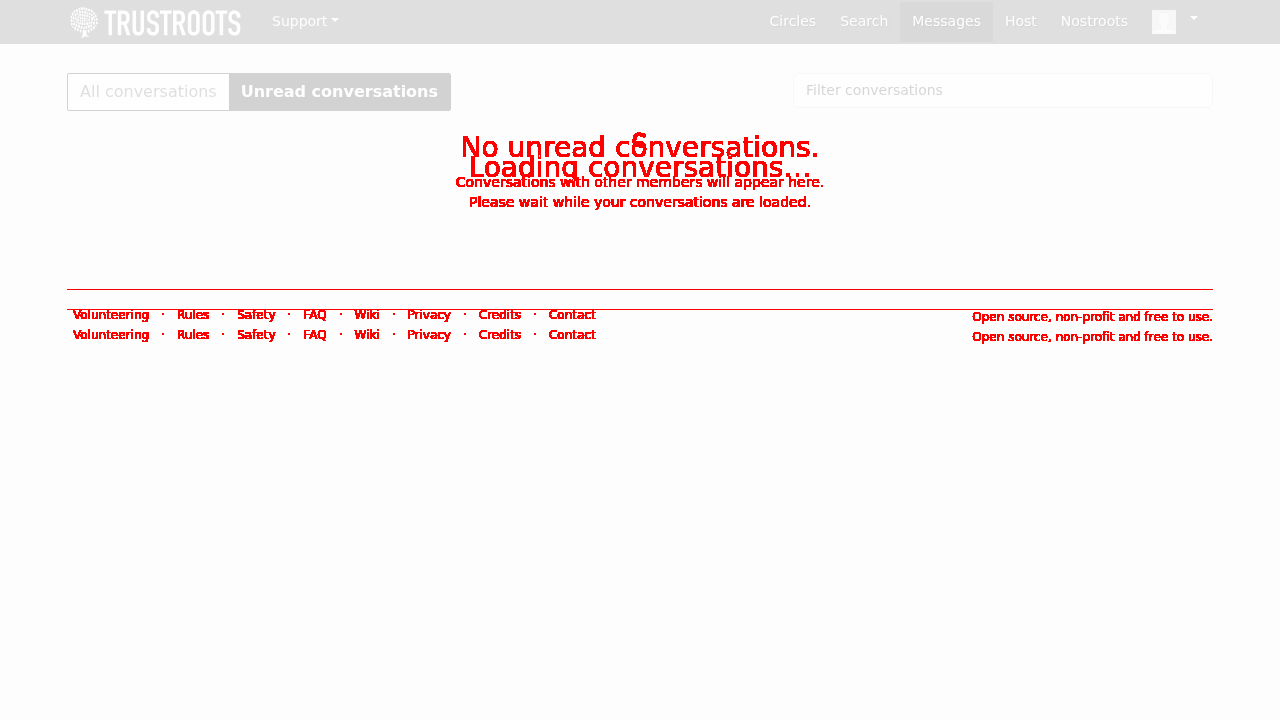 TRUSTROOTS Support Circles Search Messages Host Nostroots
All conversations Unread conversations Filter conversations
No unread conversations.
Loading conversations...
Conversations with other members will appear here.
Please wait while your conversations are loaded.
Volunteering · Rules · Safety · FAQ · Wiki · Privacy · Credits · Contact Open source, non-profit and free to use.
Volunteering · Rules · Safety · FAQ · Wiki · Privacy · Credits · Contact Open source, non-profit and free to use.